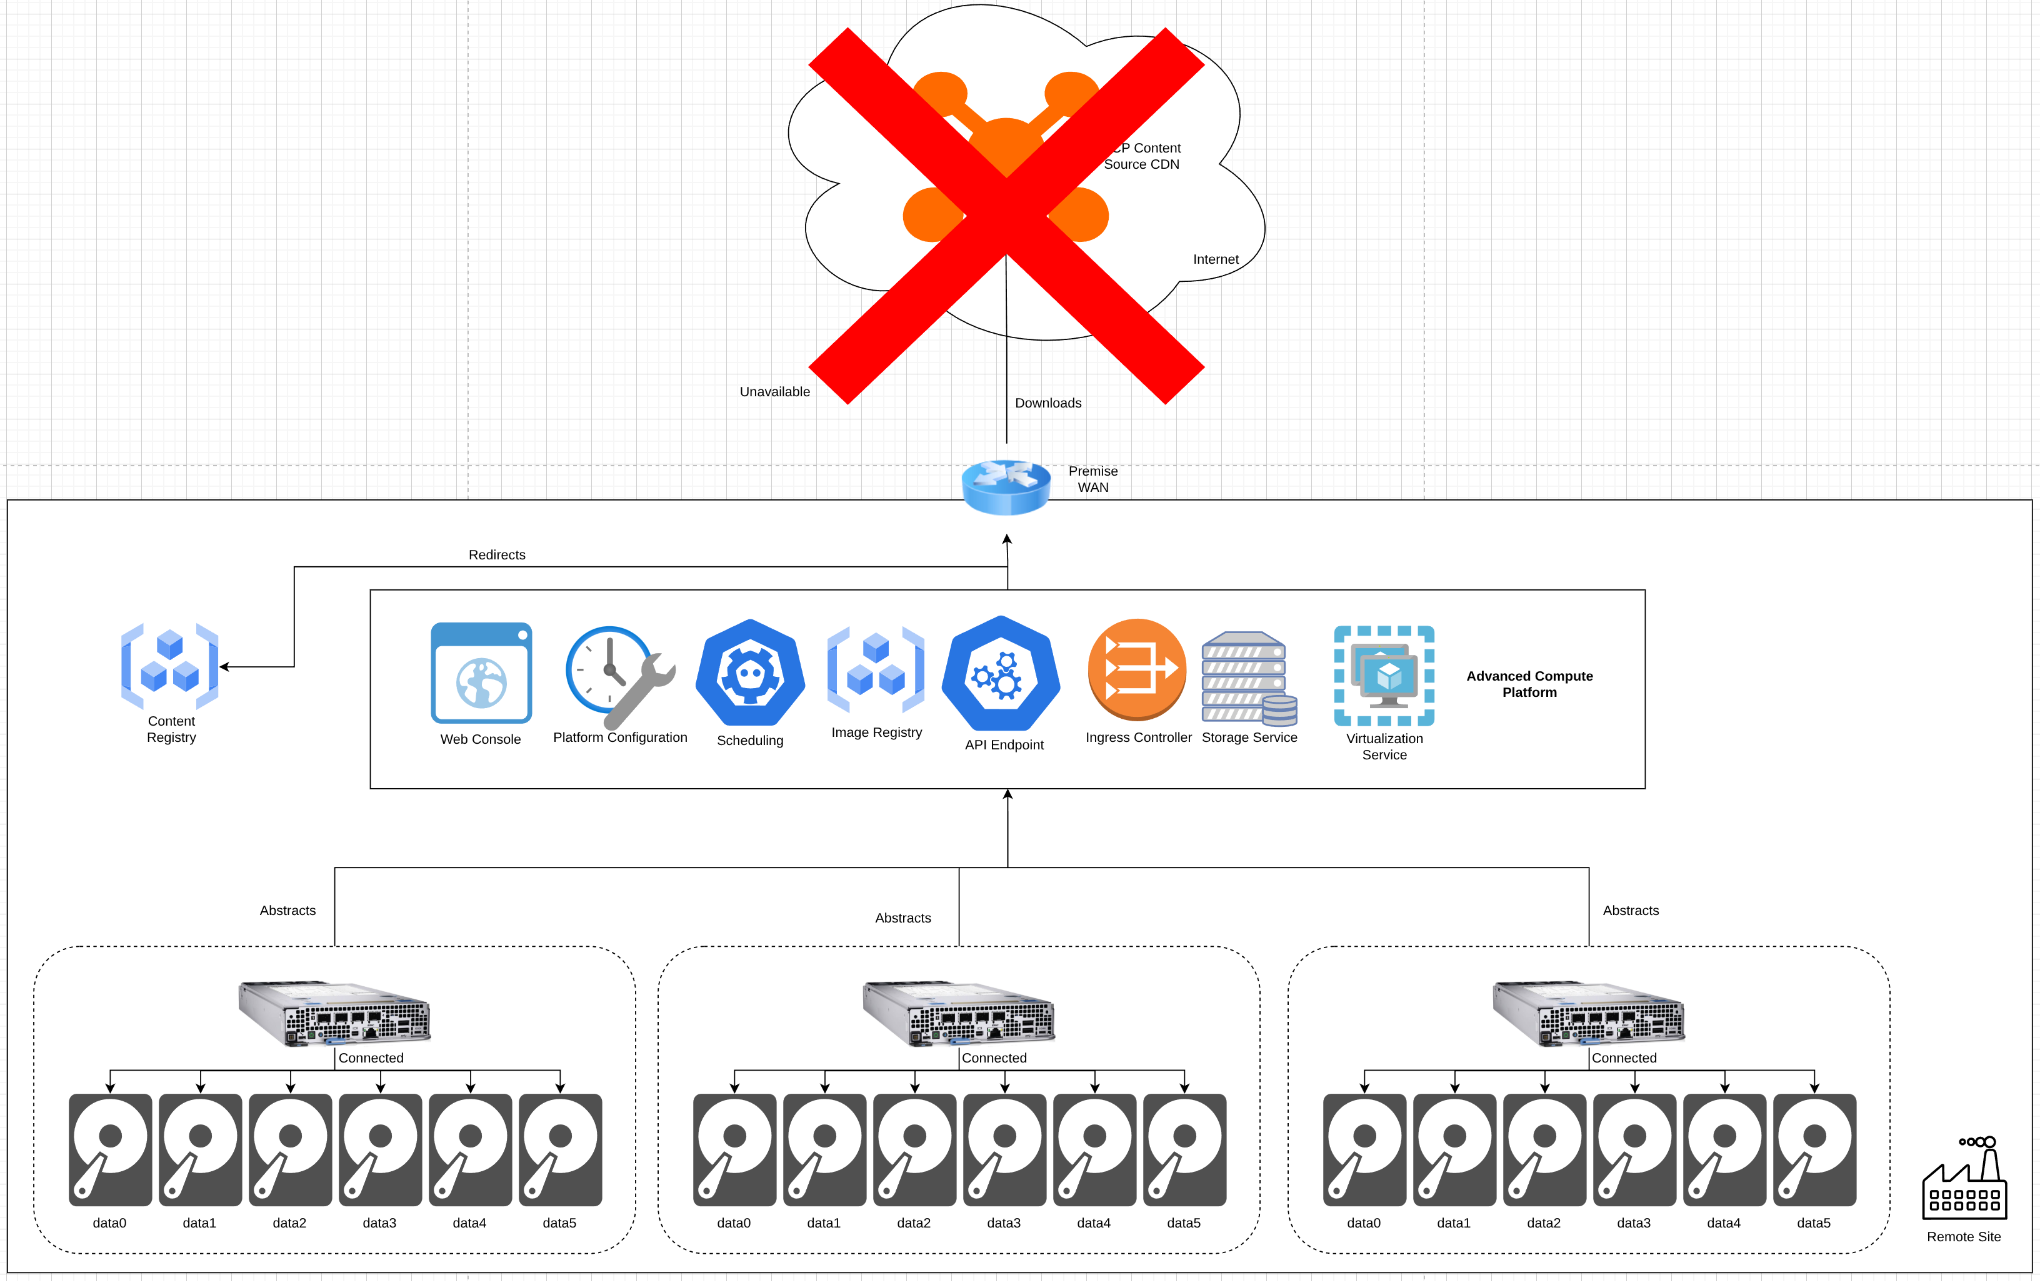 CP Content
Source CDN
Internet
Unavailable
Downloads
Premise
WAN
Redirects
Content
Registry
Web Console
Platform Configuration
Scheduling
Image Registry
API Endpoint
Ingress Controller
Storage Service
Virtualization
Service
Advanced Compute
Platform
Abstracts
Abstracts
Abstracts
Connected
Connected
Connected
data0
data1
data2
data3
data4
data5
data0
data1
data2
data3
data4
data5
data0
data1
data2
data3
data4
data5
Remote Site